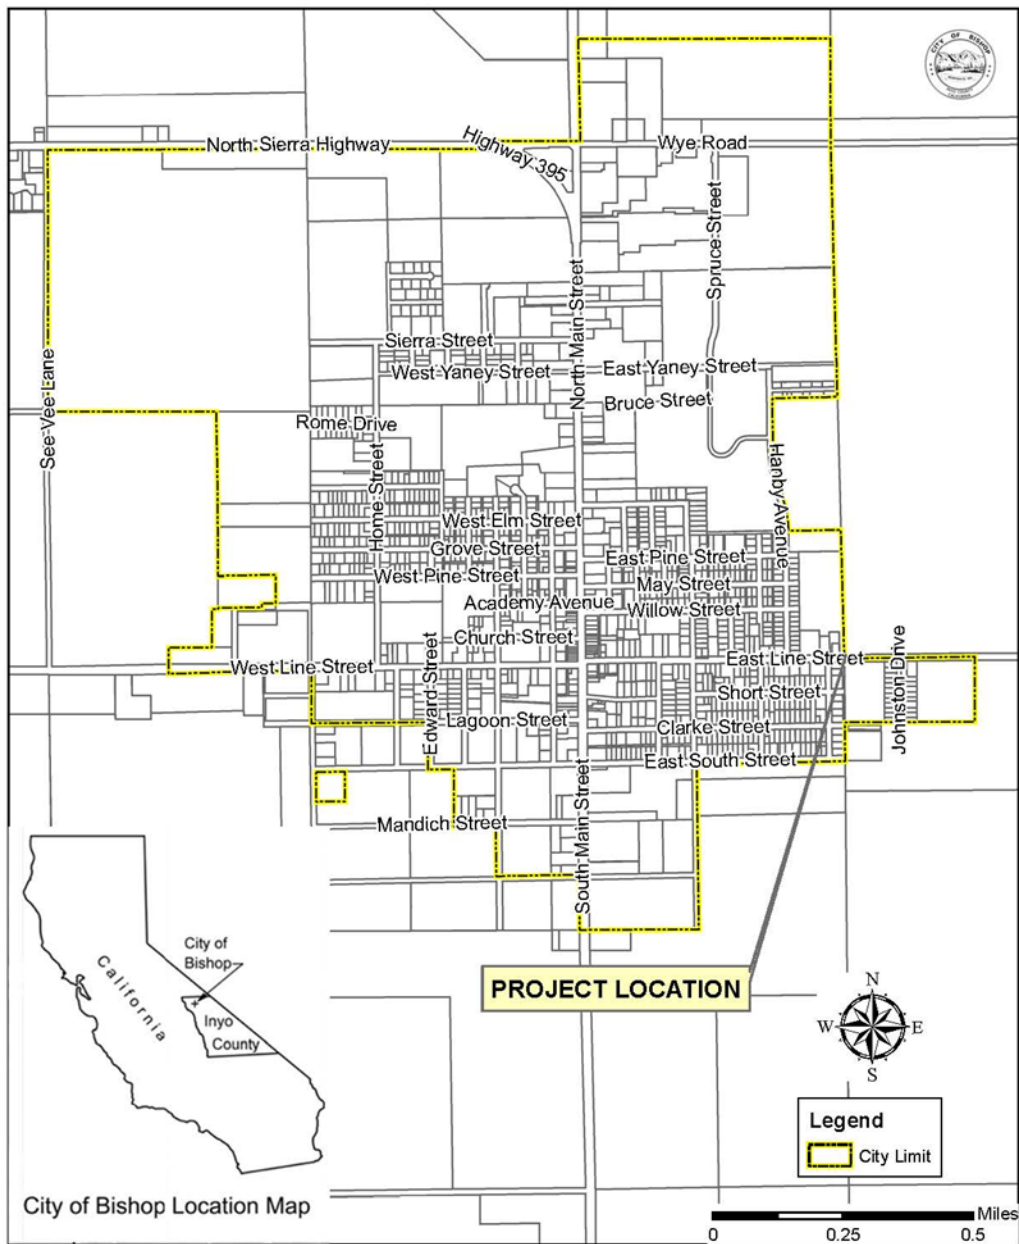 CITY OF BISHOP
North Sierra Highway
Highway 395
Wye Road
Spruce Street
North Main Street
Sierra Street
West Yaney Street
East Yaney Street
Bruce Street
See Vee Lane
Rome Drive
Home Street
Hanby Avenue
West Elm Street
Grove Street
East Pine Street
West Pine Street
May Street
Academy Avenue
Willow Street
Church Street
West Line Street
East Line Street
Edward Street
Johnston Drive
Short Street
Lagoon Street
Clarke Street
East South Street
Mandich Street
South Main Street
PROJECT LOCATION
City of
Bishop
California
Inyo
County
City of Bishop Location Map
N
W
E
S
Legend
City Limit
Miles
0
0.25
0.5